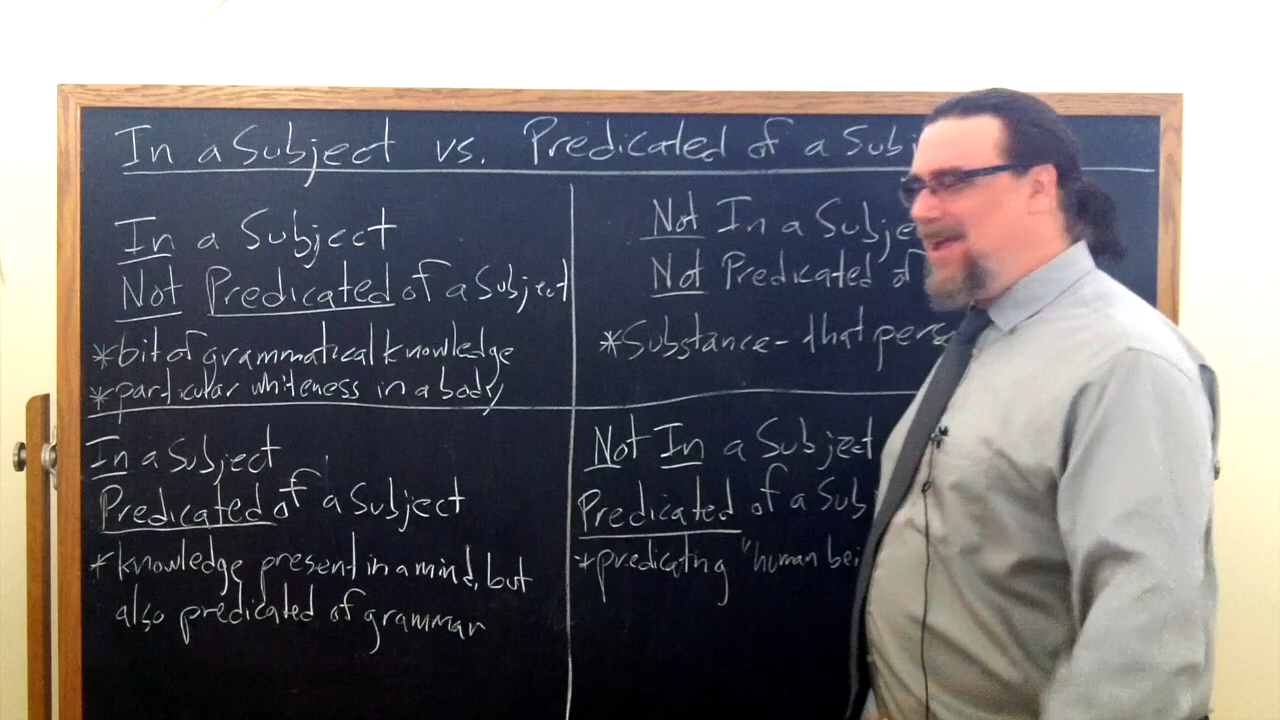 In a Subject vs. Predicated of a Subj
In a Subject
Not Predicated of a Subject
*bit of grammatical knowledge
*particular whiteness in a body
Not In a Subje
Not Predicated of
*Substance - that pers
In a Subject
Predicated of a Subject
*knowledge present in a mind, but
also predicated of grammar
Not In a Subject
Predicated of a Sub
*predicating "human bei